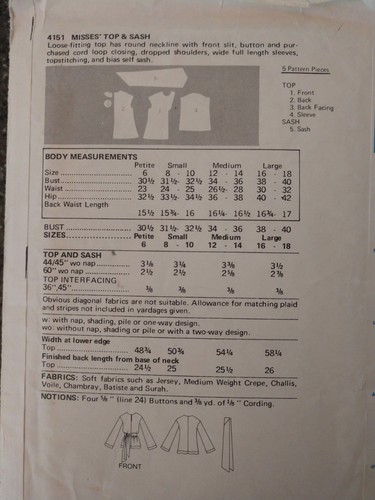 4151 MISSES' TOP & SASH
Loose-fitting top has round neckline with front slit, button and pur-
chased cord loop closing, dropped shoulders, wide full length sleeves,
topstitching, and bias self sash.
5 Pattern Pieces
TOP
1. Front
2. Back
3. Back Facing
4. Sleeve
SASH
5. Sash
BODY MEASUREMENTS
Petite Small Medium Large
Size 6 8 - 10 12 - 14 16 - 18
Bust 30½ 31½- 32½ 34 - 36 38 - 40
Waist 23 24 - 25 26½ - 28 30 - 32
Hip 32½ 33½- 34½ 36 - 38 40 - 42
Back Waist Length
15½ 15¾- 16 16¼ - 16½ 16¾- 17
BUST 30½ 31½- 32½ 34 - 36 38 - 40
SIZES Petite Small Medium Large
6 8 - 10 12 - 14 16 - 18
TOP AND SASH
44/45" wo nap 3⅛ 3¼ 3⅜ 3½
60" wo nap 2½ 2½ 2⅝ 2⅝
TOP INTERFACING
36",45" ⅜ ⅜ ⅜ ⅜
Obvious diagonal fabrics are not suitable. Allowance for matching plaid
and stripes not included in yardages given.
w: with nap, shading, pile or one-way design.
wo: without nap, shading or pile or with a two-way design.
Width at lower edge
Top 48¾ 50¾ 54¼ 58¼
Finished back length from base of neck
Top 24½ 25 25½ 26
FABRICS: Soft fabrics such as Jersey, Medium Weight Crepe, Challis,
Voile, Chambray, Batiste and Surah.
NOTIONS: Four ⅝" (line 24) Buttons and ⅜ yd. of ⅛" Cording.
FRONT